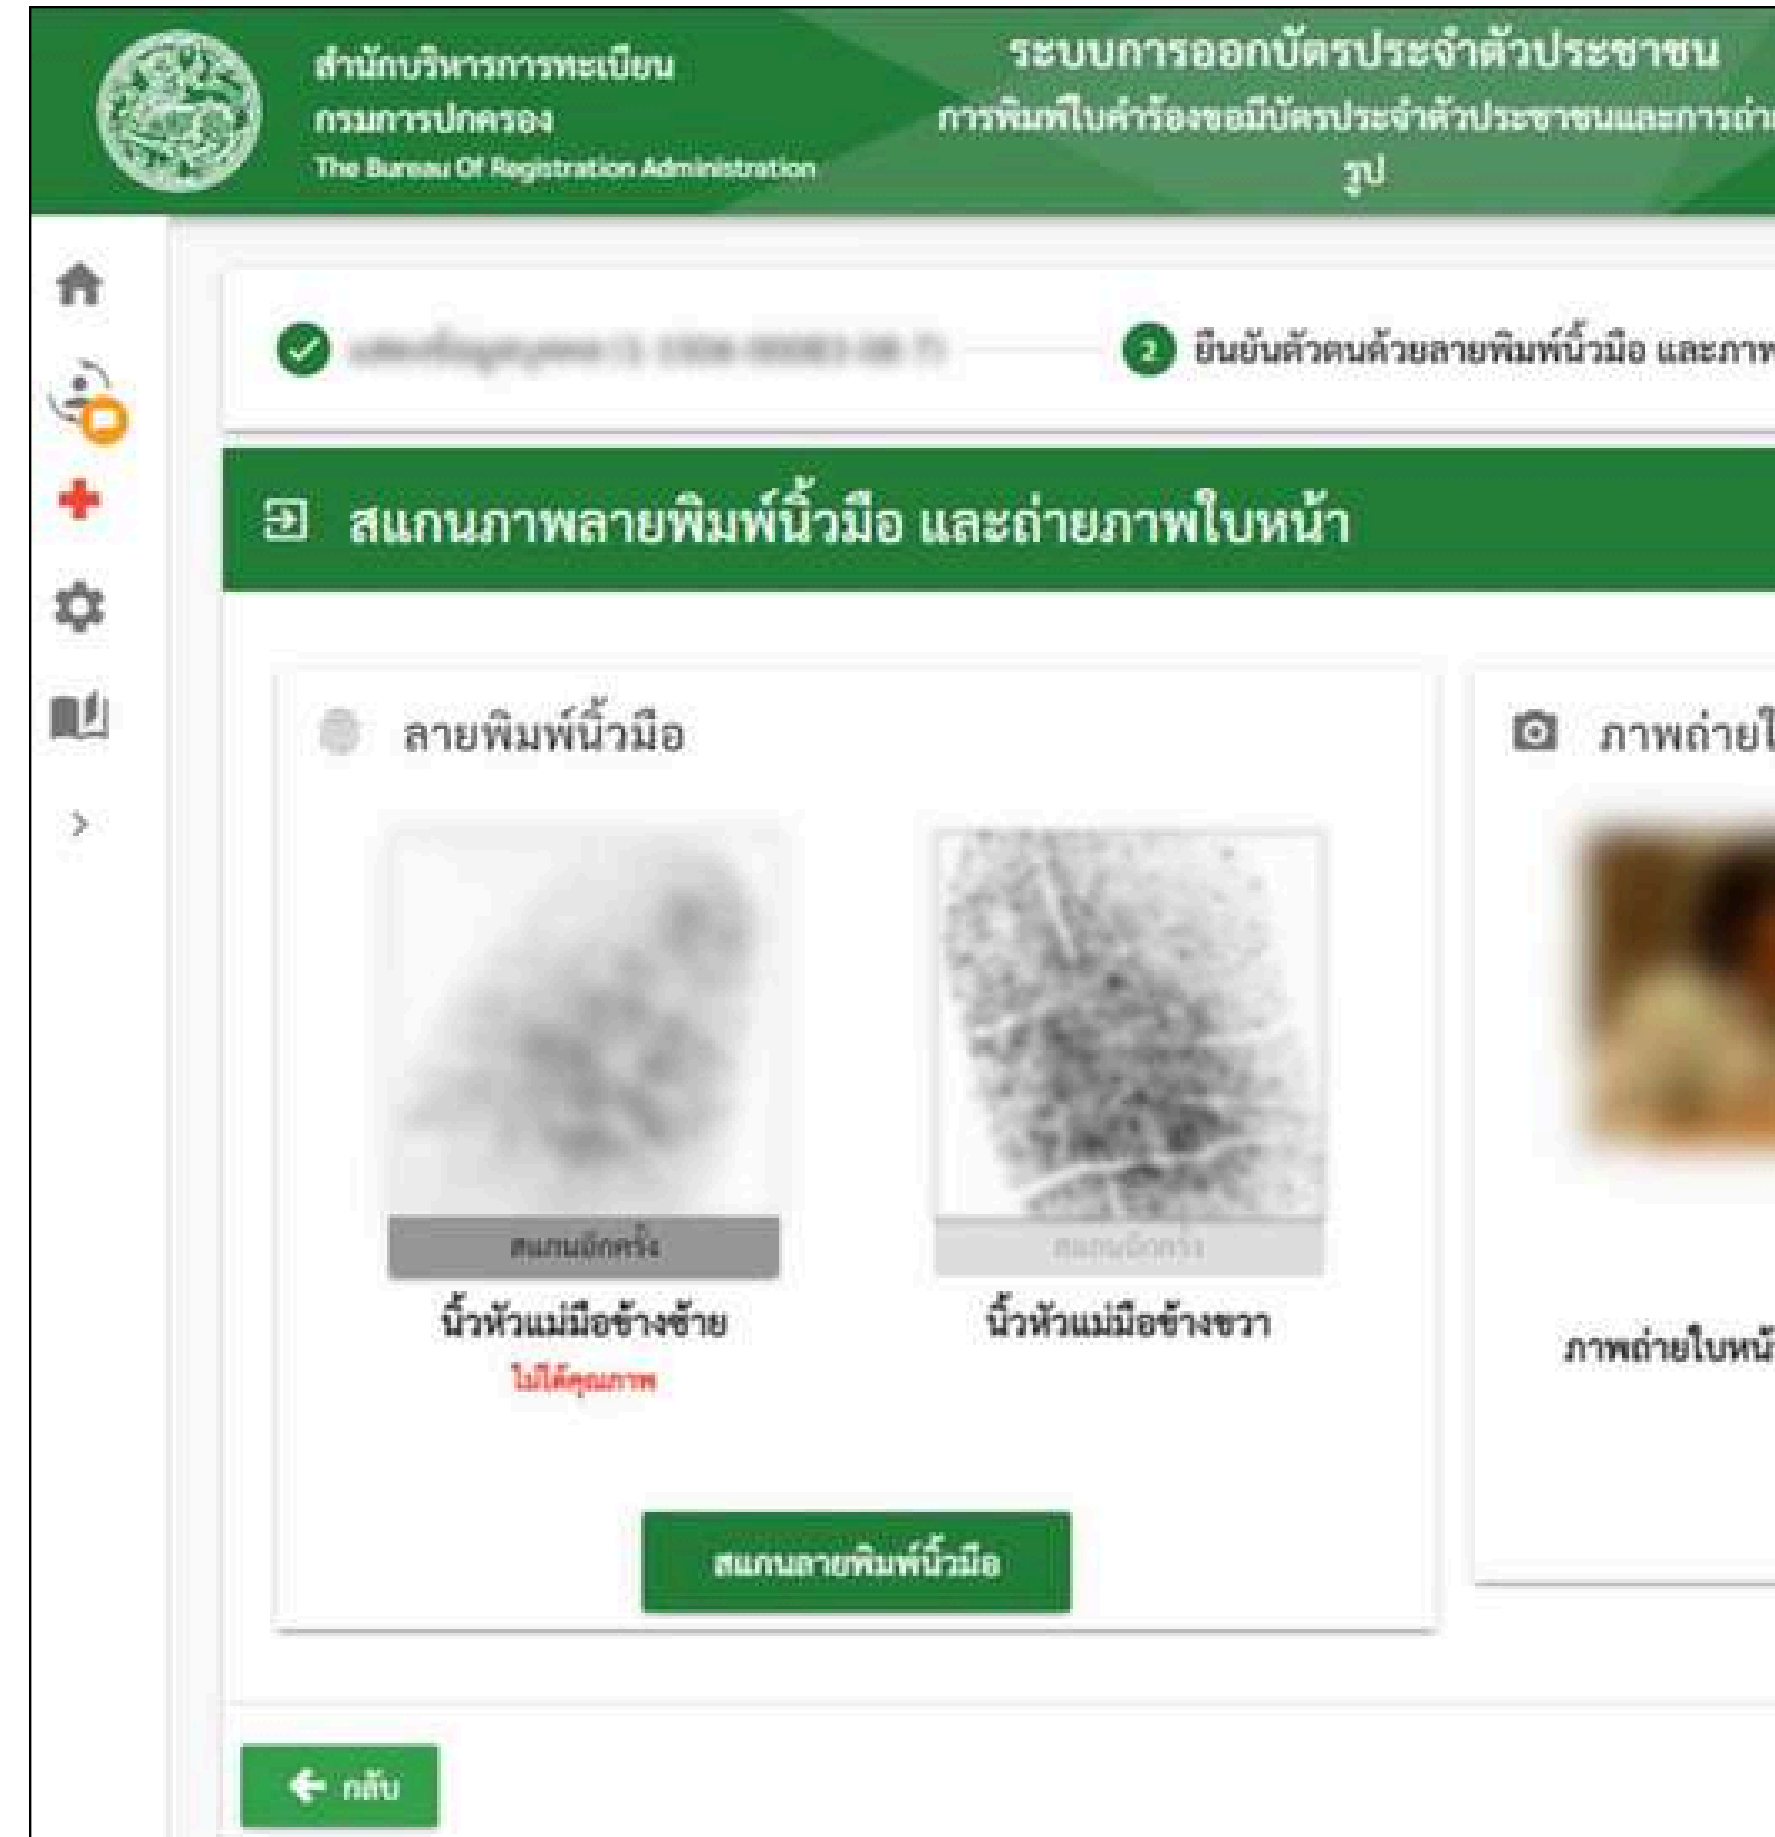 สำนักบริหารการทะเบียน
กรมการปกครอง
The Bureau Of Registration Administration
ระบบการออกบัตรประจำตัวประชาชน
การพิมพ์ใบคำร้องขอมีบัตรประจำตัวประชาชนและการถ่าย
รูป
2 ยืนยันตัวตนด้วยลายพิมพ์นิ้วมือ และภาพ
สแกนภาพลายพิมพ์นิ้วมือ และถ่ายภาพใบหน้า
ลายพิมพ์นิ้วมือ
ภาพถ่ายใ
สแกนอีกครั้ง
สแกนอีกครั้ง
นิ้วหัวแม่มือข้างซ้าย
นิ้วหัวแม่มือข้างขวา
ไม่ได้คุณภาพ
ภาพถ่ายใบหน้
สแกนลายพิมพ์นิ้วมือ
กลับ